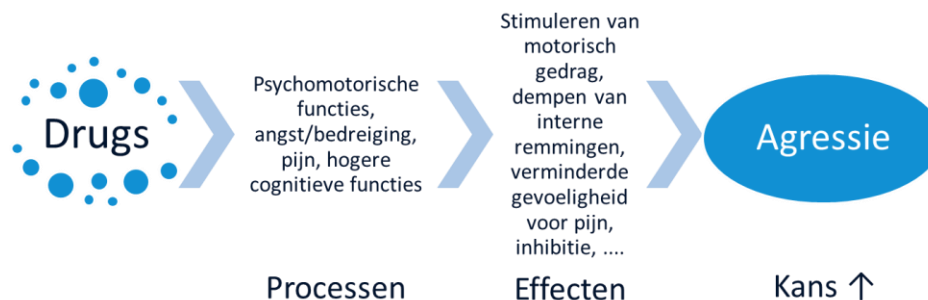 Drugs
Psychomotorische
functies,
angst/bedreiging,
pijn, hogere
cognitieve functies
Stimuleren van
motorisch
gedrag,
dempen van
interne
remmingen,
verminderde
gevoeligheid
voor pijn,
inhibitie, ....
Agressie
Processen
Effecten
Kans ↑